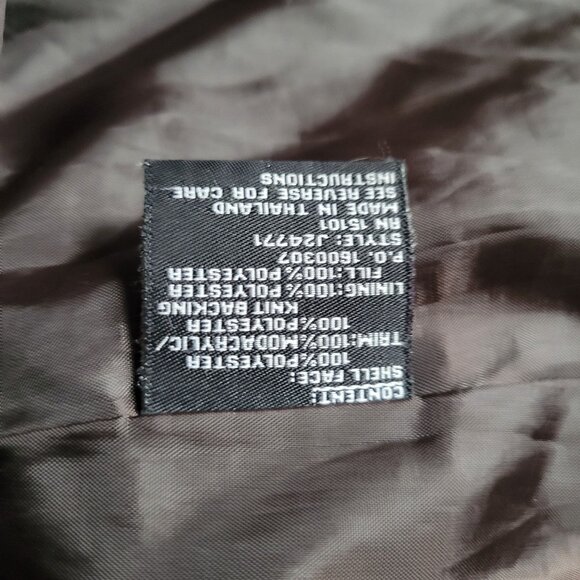 CONTENT:
SHELL FACE:
100%POLYESTER
TRIM:100%MODACRYLIC/
100%POLYESTER
KNIT BACKING
LINING:100%POLYESTER
FILL:100%POLYESTER
P.O. 1600307
STYLE: J24771
RN 15101
MADE IN THAILAND
SEE REVERSE FOR CARE
INSTRUCTIONS